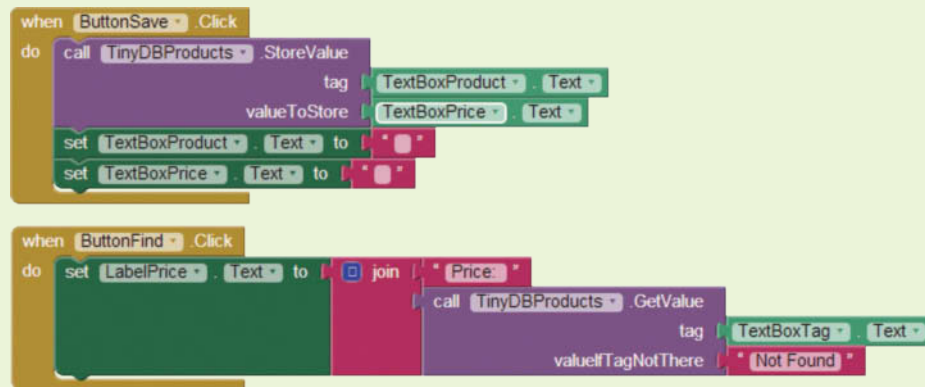 when ButtonSave .Click
do call TinyDBProducts .StoreValue
tag TextBoxProduct . Text
valueToStore TextBoxPrice . Text
set TextBoxProduct . Text to " "
set TextBoxPrice . Text to " "
when ButtonFind .Click
do set LabelPrice . Text to join " Price: "
call TinyDBProducts .GetValue
tag TextBoxTag . Text
valueIfTagNotThere " Not Found "